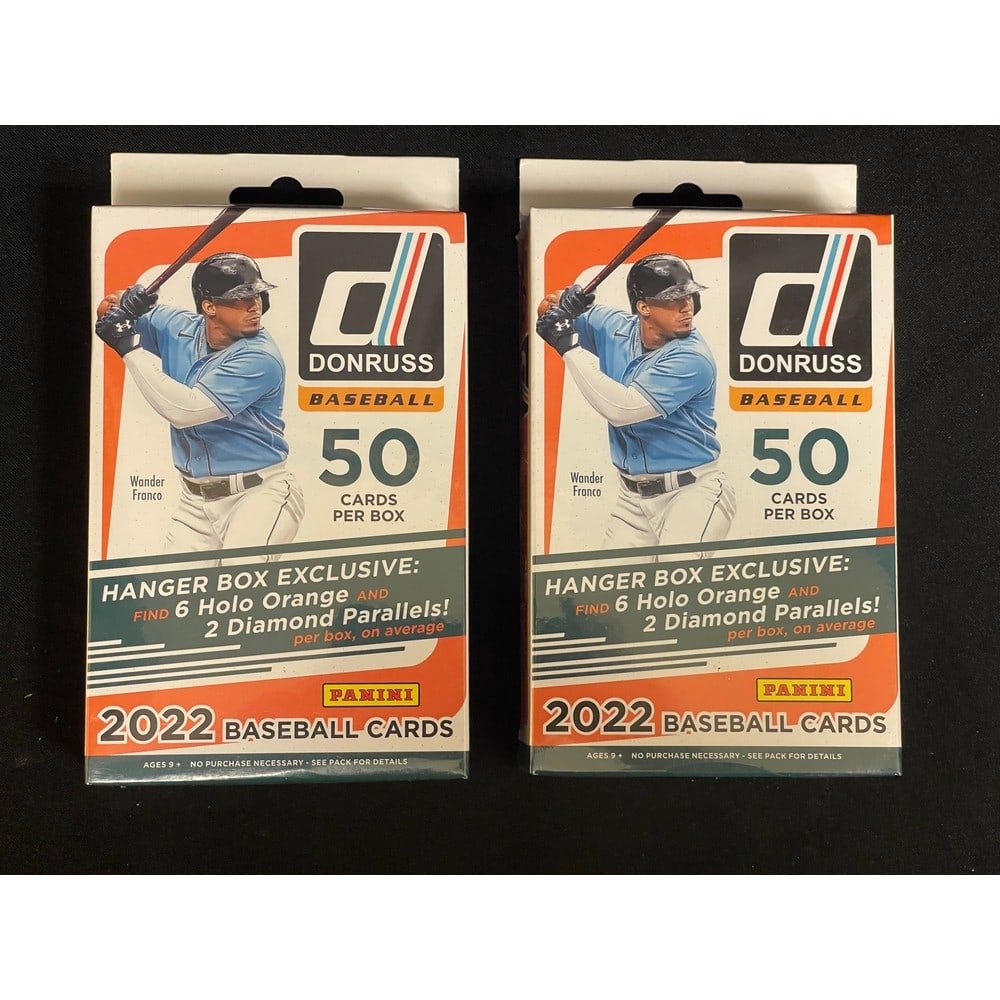 DONRUSS
BASEBALL
50
CARDS
PER BOX
Wander
Franco
HANGER BOX EXCLUSIVE:
FIND 6 Holo Orange AND
2 Diamond Parallels!
per box, on average
PANINI
2022 BASEBALL CARDS
AGES 9+ NO PURCHASE NECESSARY - SEE PACK FOR DETAILS
DONRUSS
BASEBALL
50
CARDS
PER BOX
Wander
Franco
HANGER BOX EXCLUSIVE:
FIND 6 Holo Orange AND
2 Diamond Parallels!
per box, on average
PANINI
2022 BASEBALL CARDS
AGES 9+ NO PURCHASE NECESSARY - SEE PACK FOR DETAILS